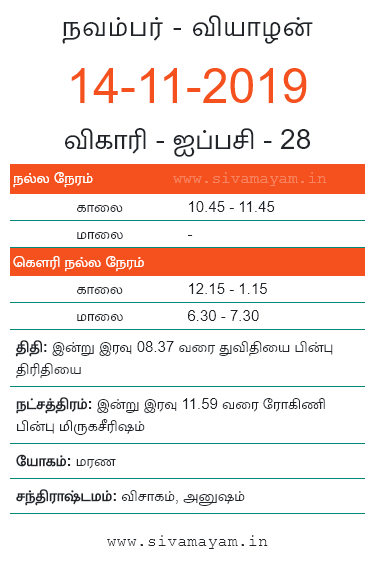 நவம்பர் - வியாழன்
14-11-2019
விகாரி - ஐப்பசி - 28
நல்ல நேரம் www.sivamayam.in
காலை 10.45 - 11.45
மாலை -
கௌரி நல்ல நேரம்
காலை 12.15 - 1.15
மாலை 6.30 - 7.30
திதி: இன்று இரவு 08.37 வரை துவிதியை பின்பு
திரிதியை
நட்சத்திரம்: இன்று இரவு 11.59 வரை ரோகிணி
பின்பு மிருகசீரிஷம்
யோகம்: மரண
சந்திராஷ்டமம்: விசாகம், அனுஷம்
www.sivamayam.in